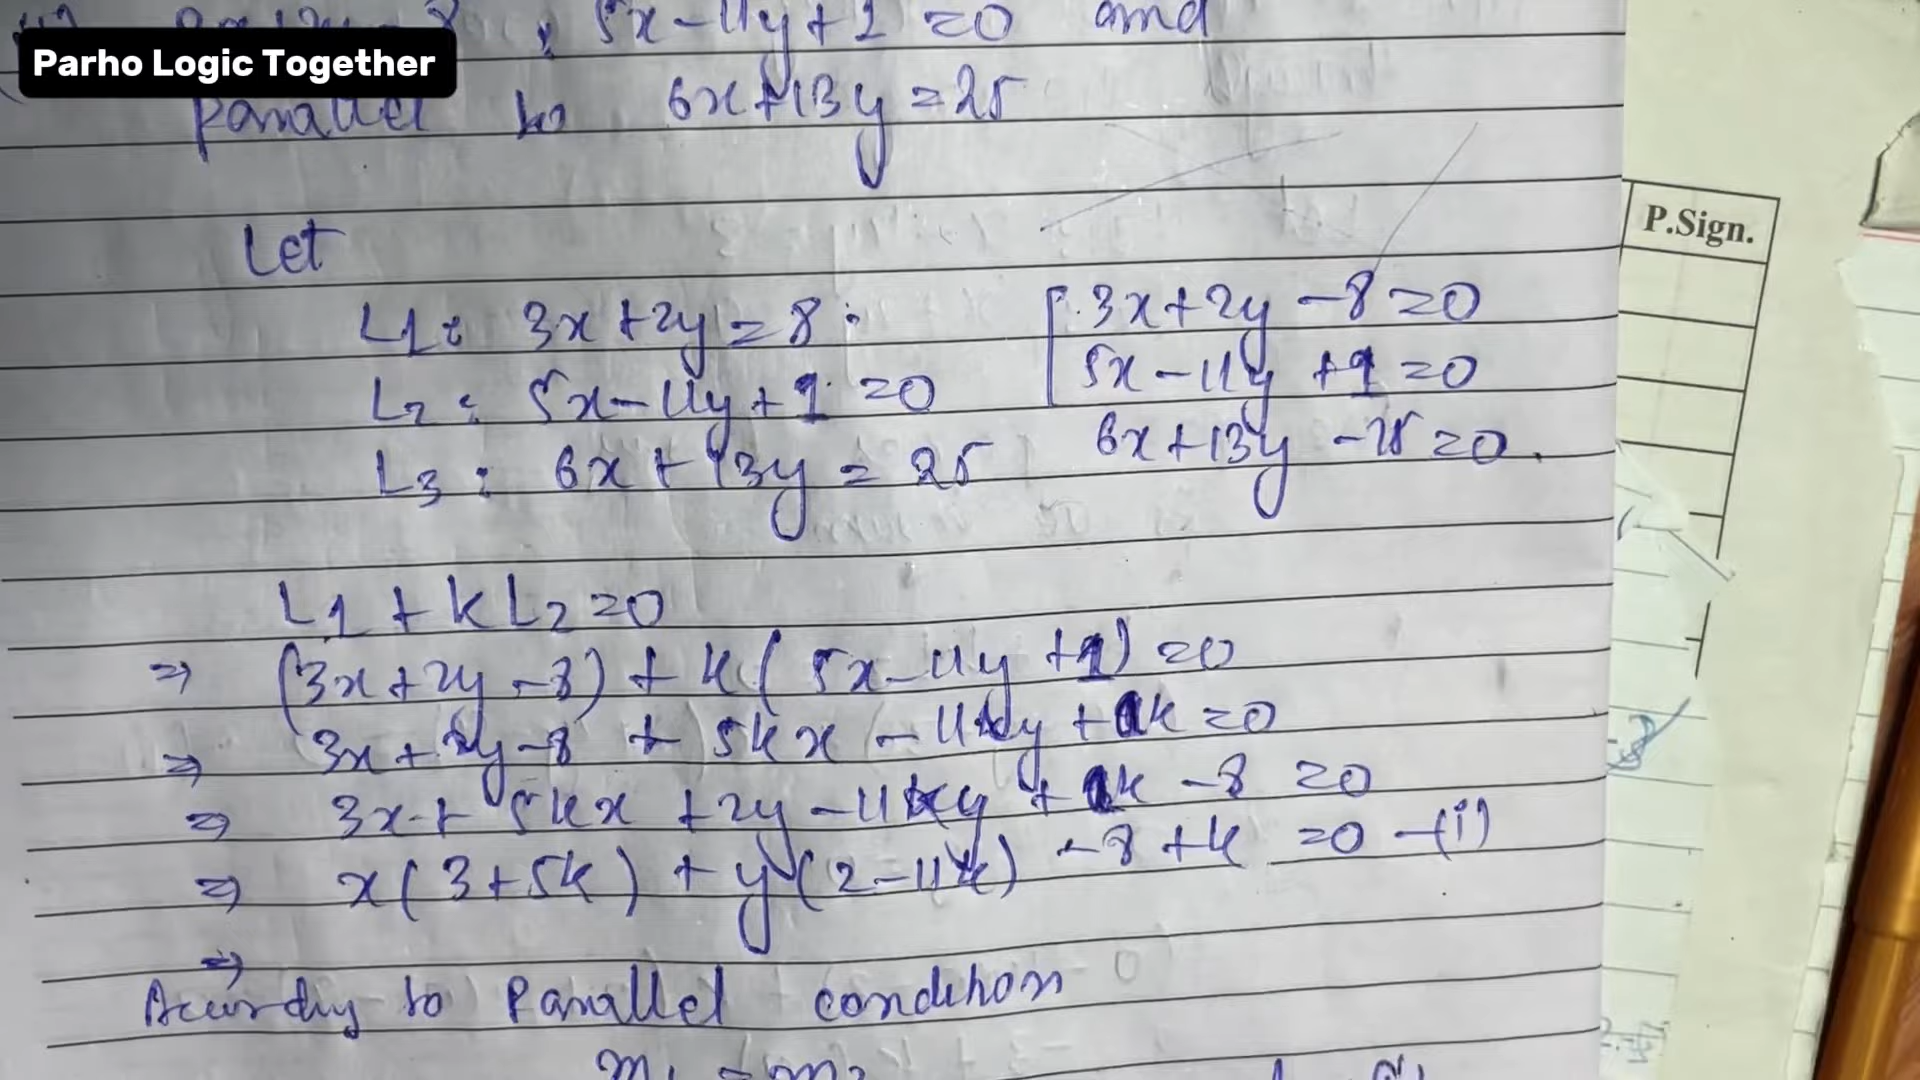 5x-11y+1=0 and
Parho Logic Together
parallel to 6x+13y=25
P.Sign.
Let
L1: 3x+2y=8: 3x+2y-8=0
L2: 5x-11y+1=0 5x-11y+1=0
L3: 6x+13y=25 6x+13y-25=0.
L1+kL2=0
⇒ (3x+2y-8)+k(5x-11y+1)=0
⇒ 3x+2y-8+5kx-11ky+1k=0
⇒ 3x+5kx+2y-11ky+1k-8=0
⇒ x(3+5k)+y(2-11k)-8+k=0-(i)
⇒
According to Parallel condition
m1=m2